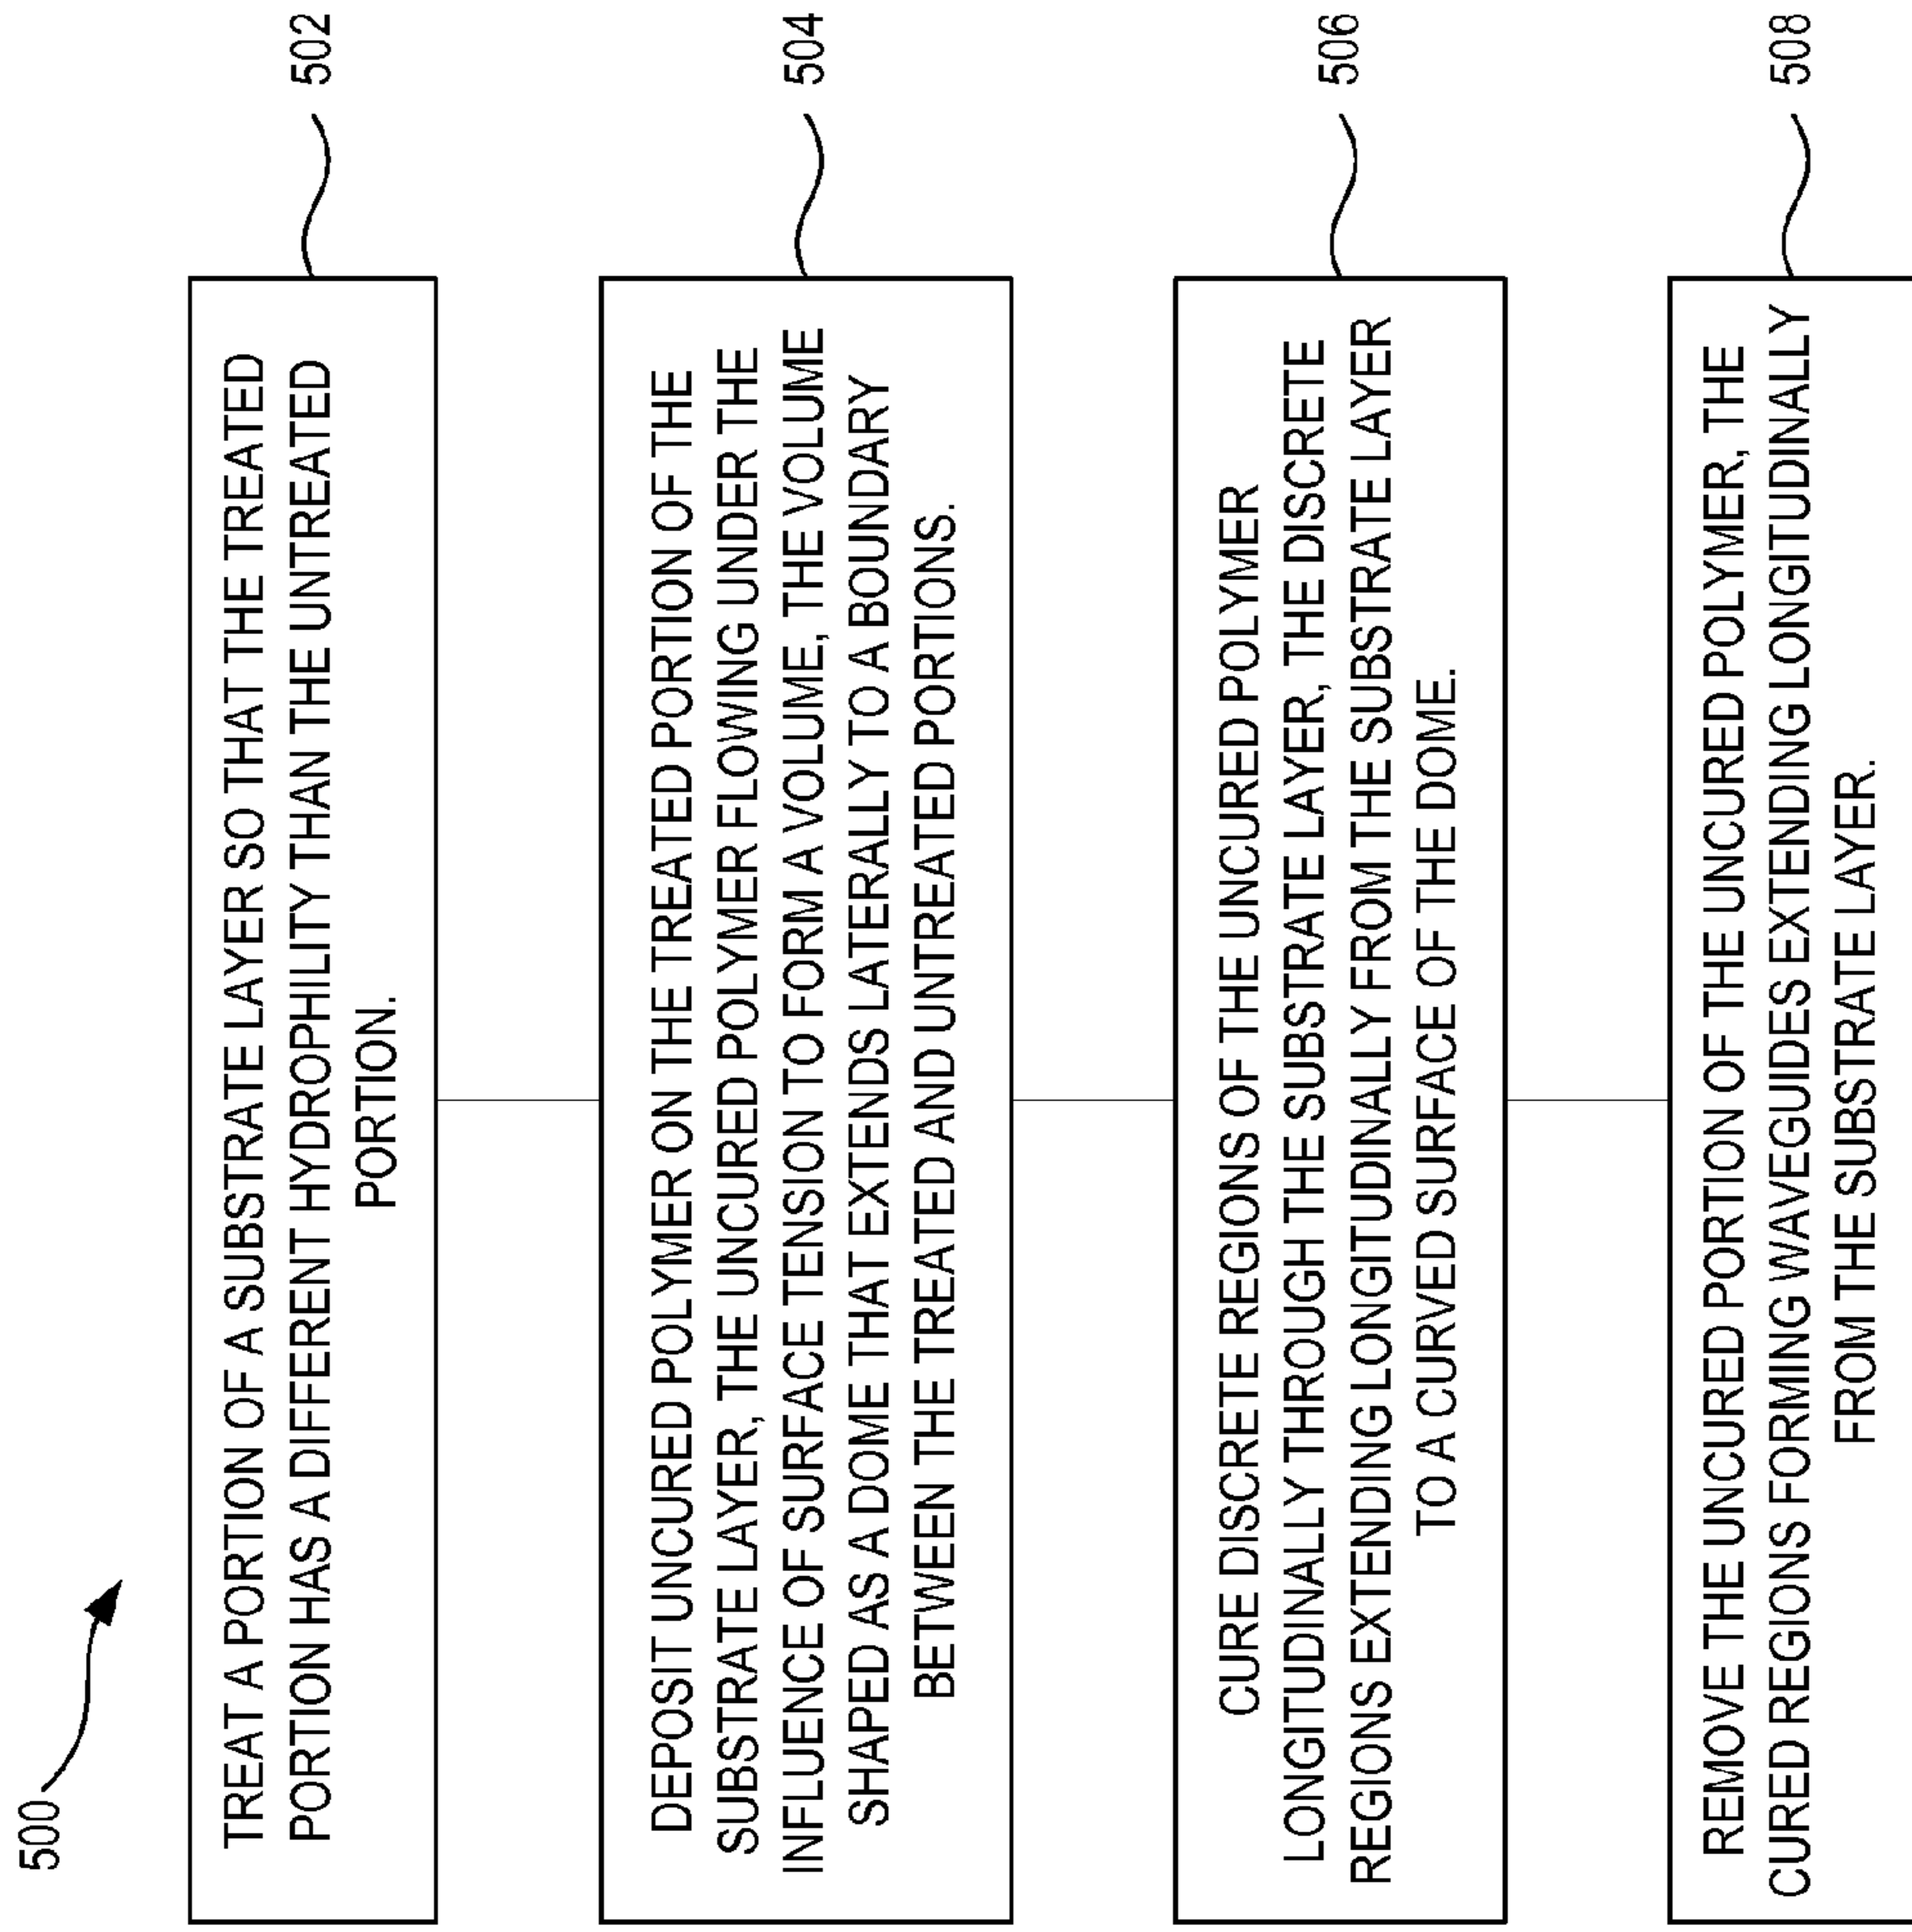 500
TREAT A PORTION OF A SUBSTRATE LAYER SO THAT THE TREATED
PORTION HAS A DIFFERENT HYDROPHILITY THAN THE UNTREATED
PORTION.
502
DEPOSIT UNCURED POLYMER ON THE TREATED PORTION OF THE
SUBSTRATE LAYER, THE UNCURED POLYMER FLOWING UNDER THE
INFLUENCE OF SURFACE TENSION TO FORM A VOLUME, THE VOLUME
SHAPED AS A DOME THAT EXTENDS LATERALLY TO A BOUNDARY
BETWEEN THE TREATED AND UNTREATED PORTIONS.
504
CURE DISCRETE REGIONS OF THE UNCURED POLYMER
LONGITUDINALLY THROUGH THE SUBSTRATE LAYER, THE DISCRETE
REGIONS EXTENDING LONGITUDINALLY FROM THE SUBSTRATE LAYER
TO A CURVED SURFACE OF THE DOME.
506
REMOVE THE UNCURED PORTION OF THE UNCURED POLYMER, THE
CURED REGIONS FORMING WAVEGUIDES EXTENDING LONGITUDINALLY
FROM THE SUBSTRATE LAYER.
508